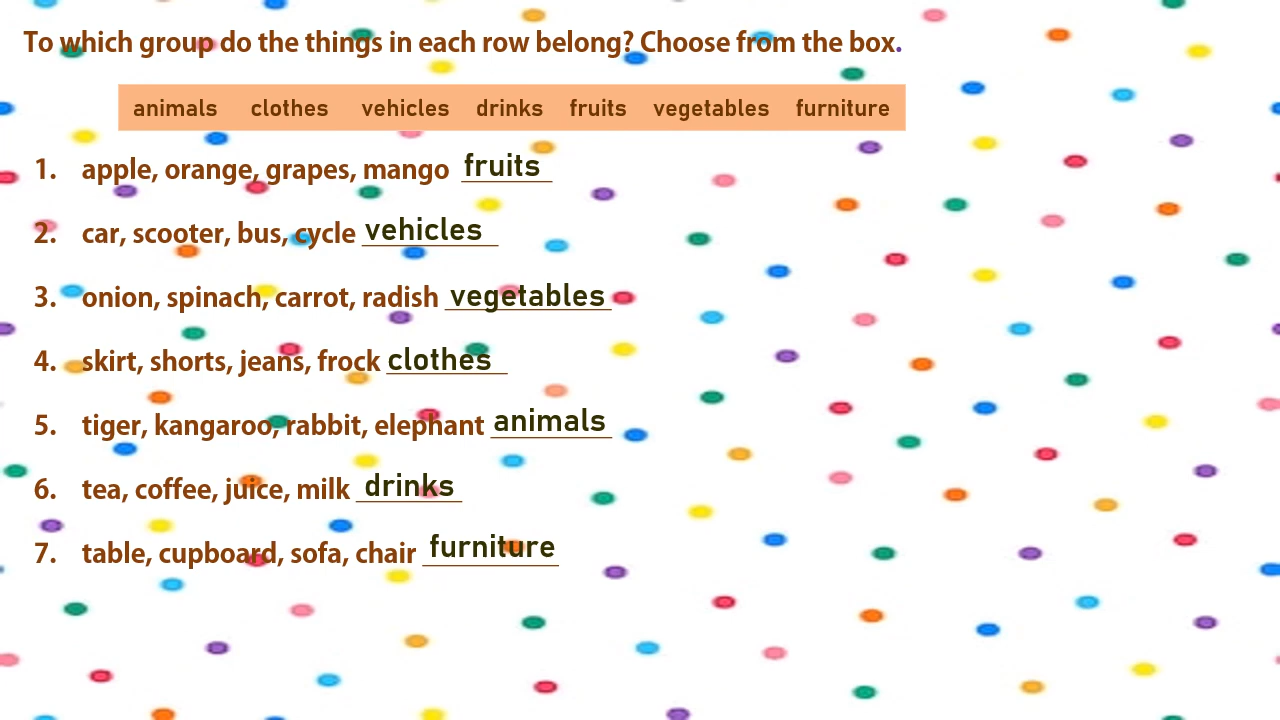 To which group do the things in each row belong? Choose from the box.
animals clothes vehicles drinks fruits vegetables furniture
1. apple, orange, grapes, mango fruits
2. car, scooter, bus, cycle vehicles
3. onion, spinach, carrot, radish vegetables
4. skirt, shorts, jeans, frock clothes
5. tiger, kangaroo, rabbit, elephant animals
6. tea, coffee, juice, milk drinks
7. table, cupboard, sofa, chair furniture